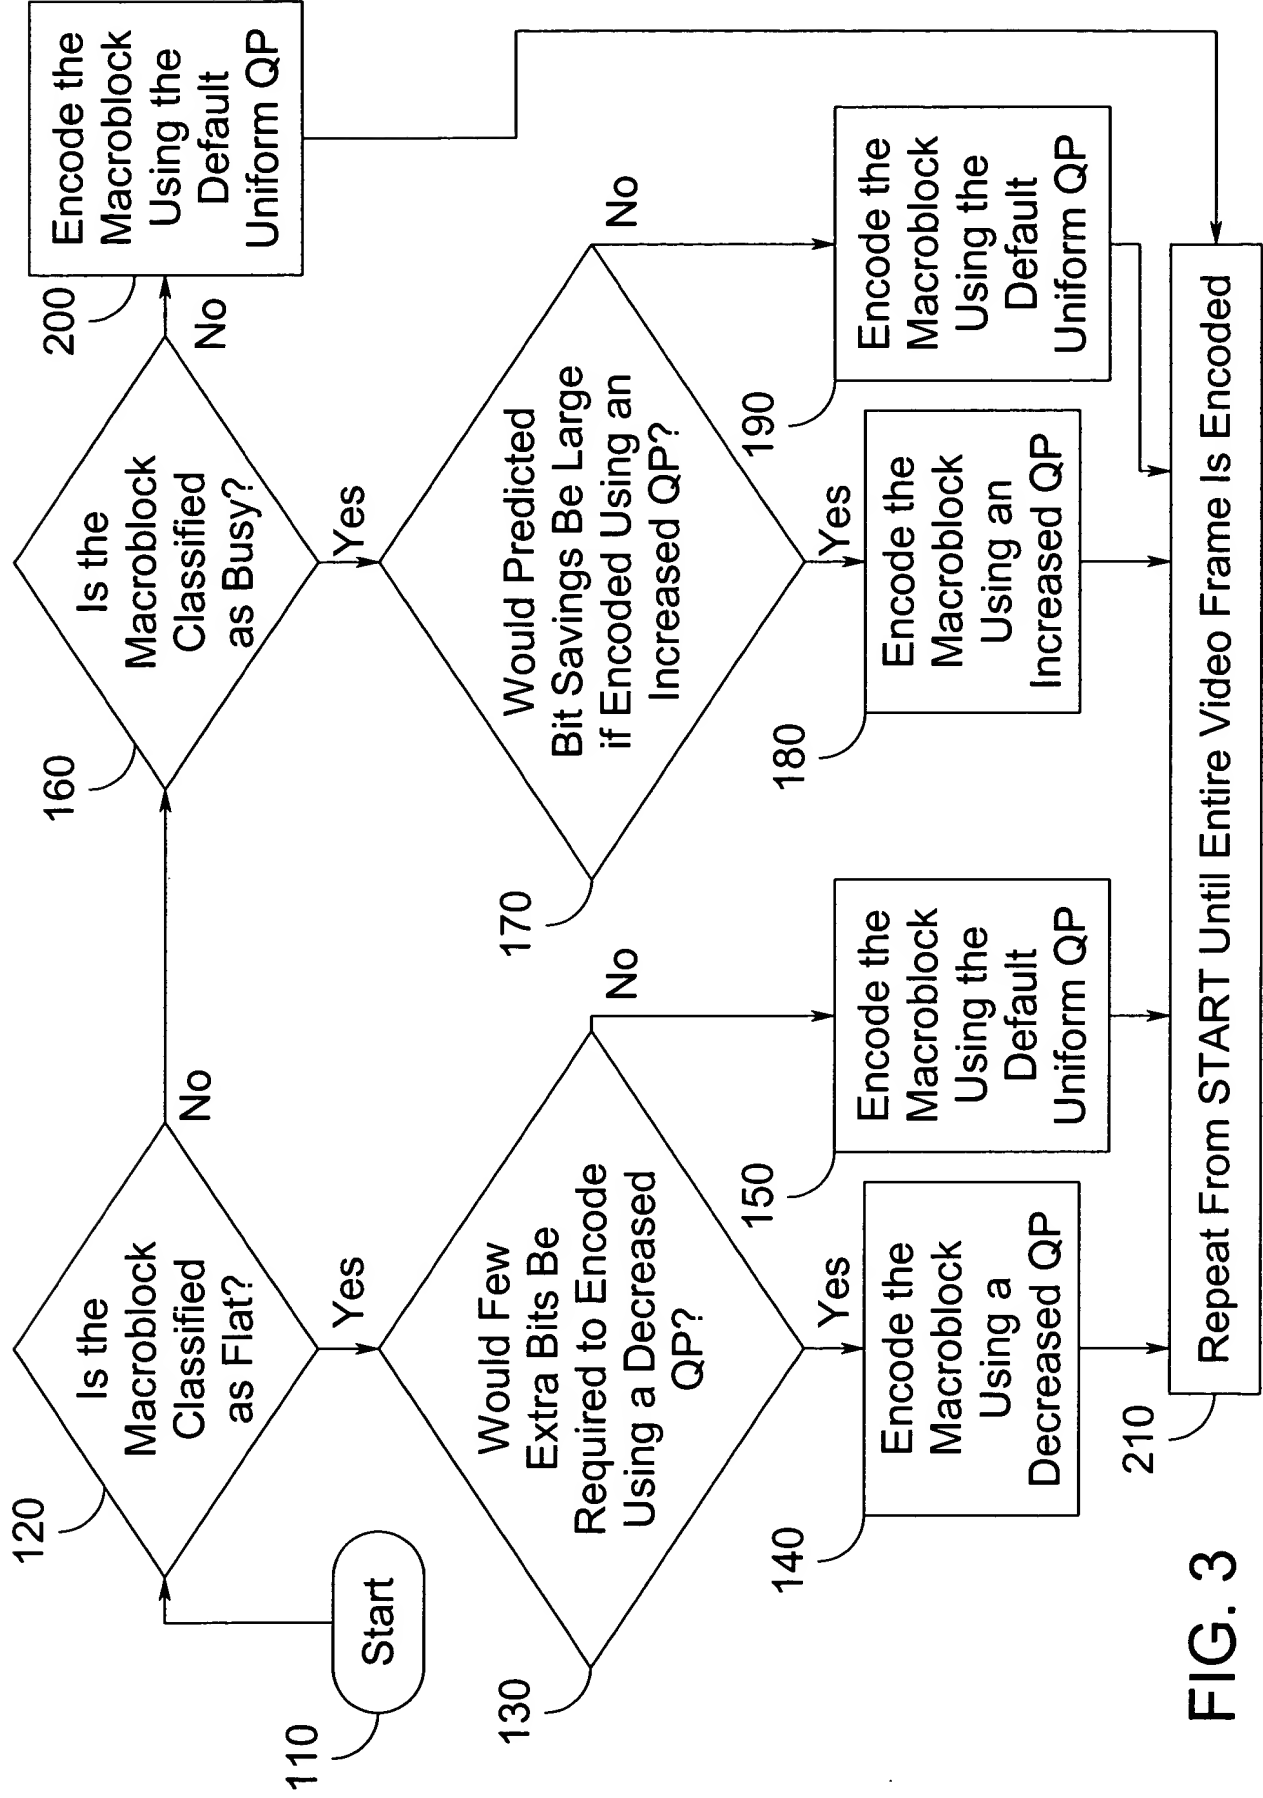 110
Start
120
Is the
Macroblock
Classified
as Flat?
No
Yes
160
Is the
Macroblock
Classified
as Busy?
No
Yes
200
Encode the
Macroblock
Using the
Default
Uniform QP
130
Would Few
Extra Bits Be
Required to Encode
Using a Decreased
QP?
No
Yes
170
Would Predicted
Bit Savings Be Large
if Encoded Using an
Increased QP?
No
Yes
140
Encode the
Macroblock
Using a
Decreased QP
150
Encode the
Macroblock
Using the
Default
Uniform QP
180
Encode the
Macroblock
Using an
Increased QP
190
Encode the
Macroblock
Using the
Default
Uniform QP
210
Repeat From START Until Entire Video Frame Is Encoded
FIG. 3